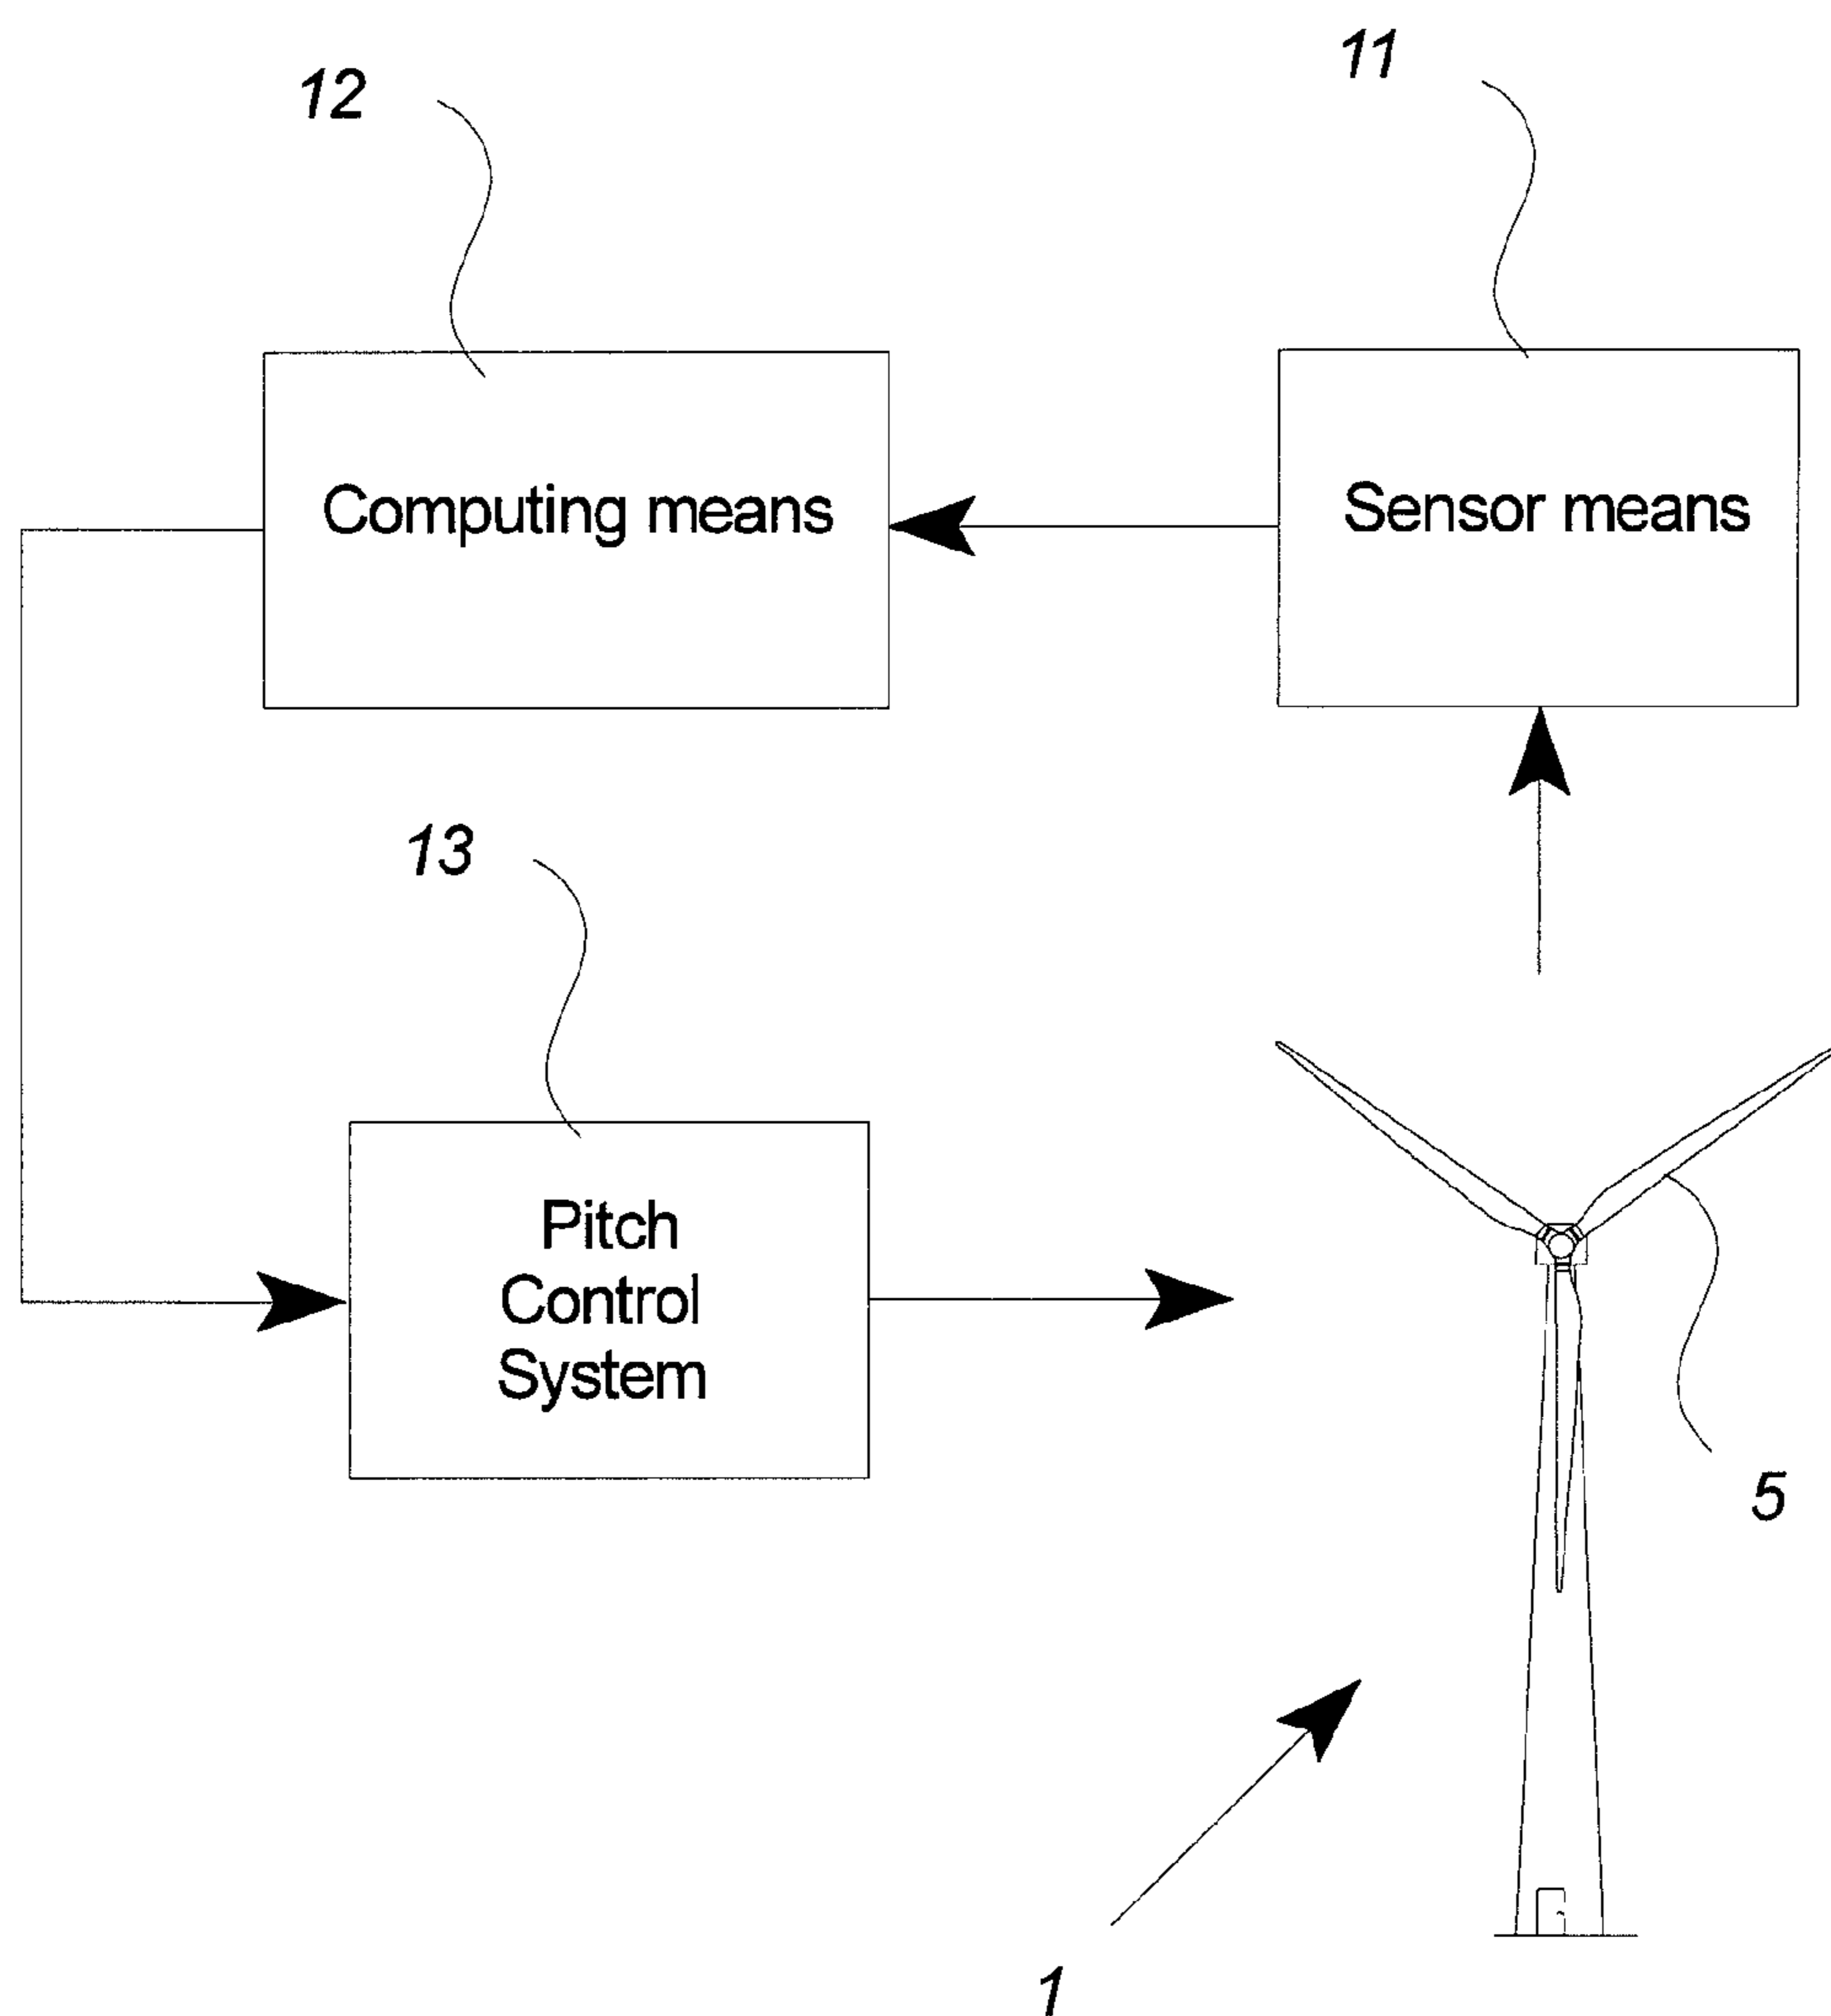 11
12
Computing means
Sensor means
13
Pitch
Control
System
5
1